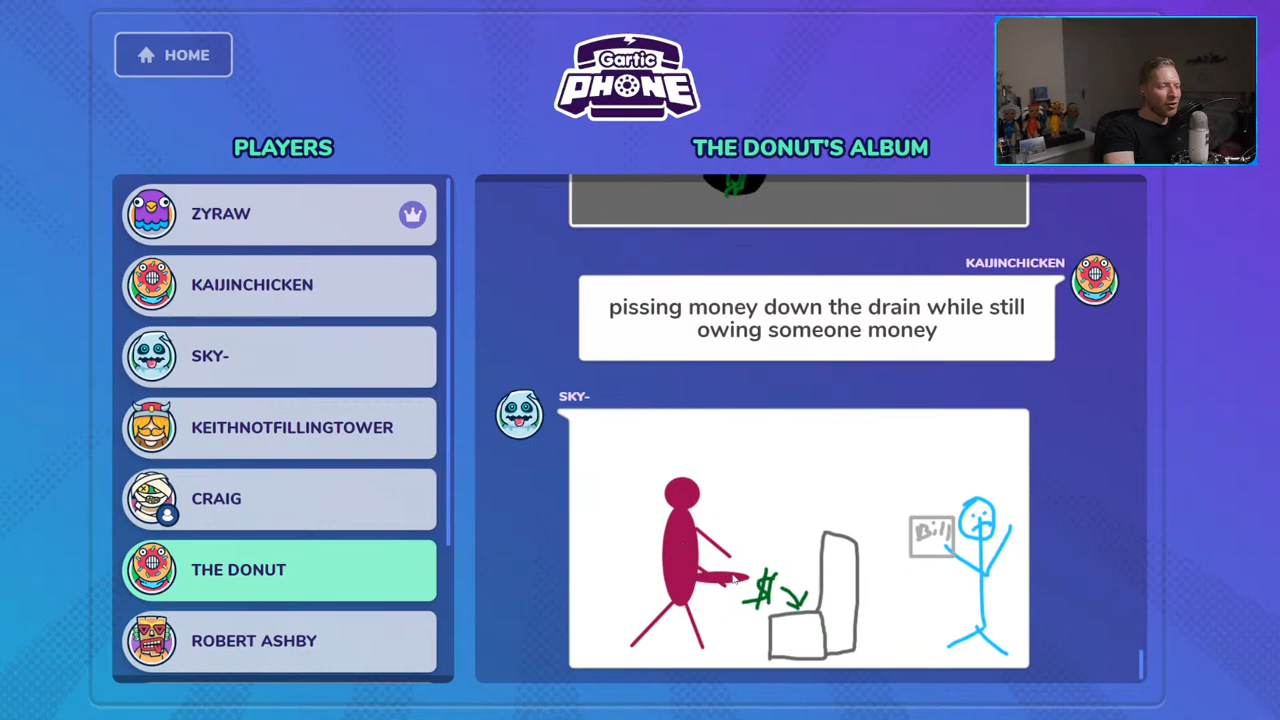 HOME
Gartic
PHONE
PLAYERS
THE DONUT'S ALBUM
ZYRAW
KAIJINCHICKEN
SKY-
KEITHNOTFILLINGTOWER
CRAIG
THE DONUT
ROBERT ASHBY
$
KAIJINCHICKEN
pissing money down the drain while still
owing someone money
SKY-
Bill
$